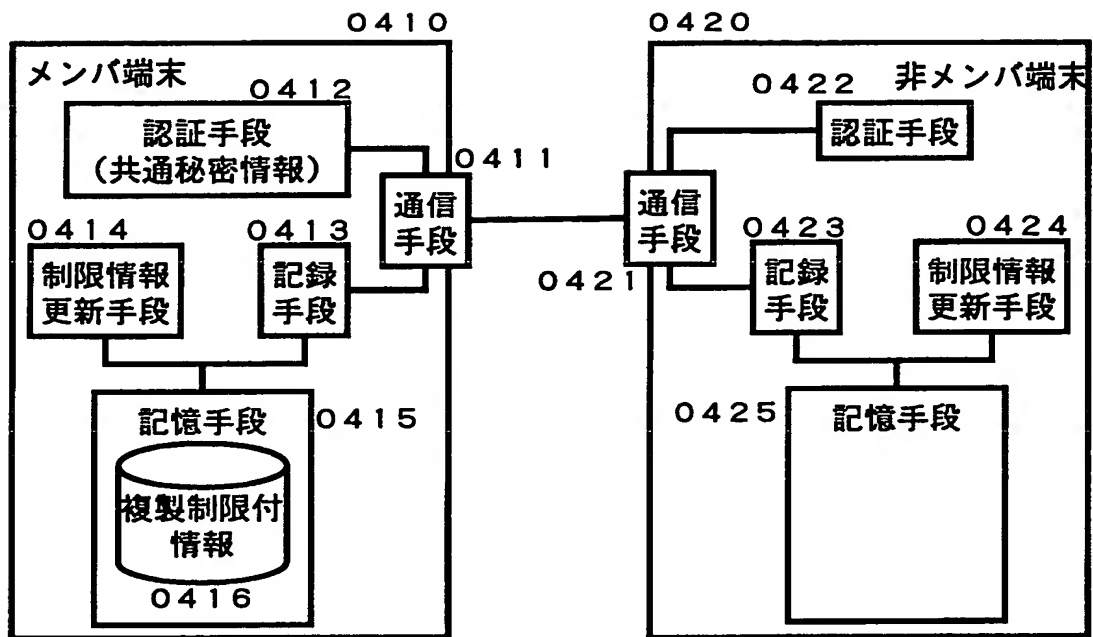 0410
メンバ端末
0412
認証手段
（共通秘密情報）
0411
通信
手段
0414
制限情報
更新手段
0413
記録
手段
記憶手段
0415
複製制限付
情報
0416
0420
非メンバ端末
0422
認証手段
通信
手段
0421
0423
記録
手段
0424
制限情報
更新手段
0425
記憶手段